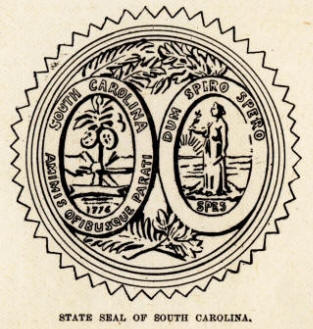 SOUTH CAROLINA
ANIMIS OPIBUSQUE PARATI
1776
DUM SPIRO SPERO
SPES
STATE SEAL OF SOUTH CAROLINA.